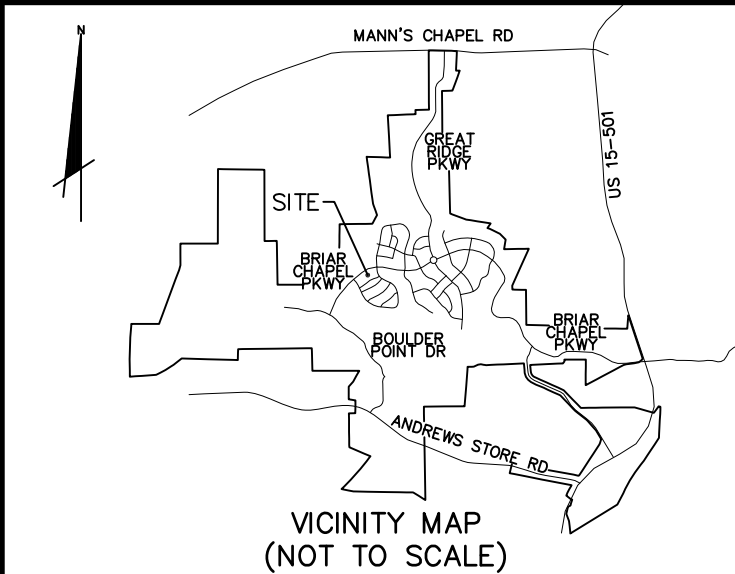 N
MANN'S CHAPEL RD
US 15-501
GREAT
RIDGE
PKWY
SITE
BRIAR
CHAPEL
PKWY
BOULDER
POINT DR
BRIAR
CHAPEL
PKWY
ANDREWS STORE RD
VICINITY MAP
(NOT TO SCALE)